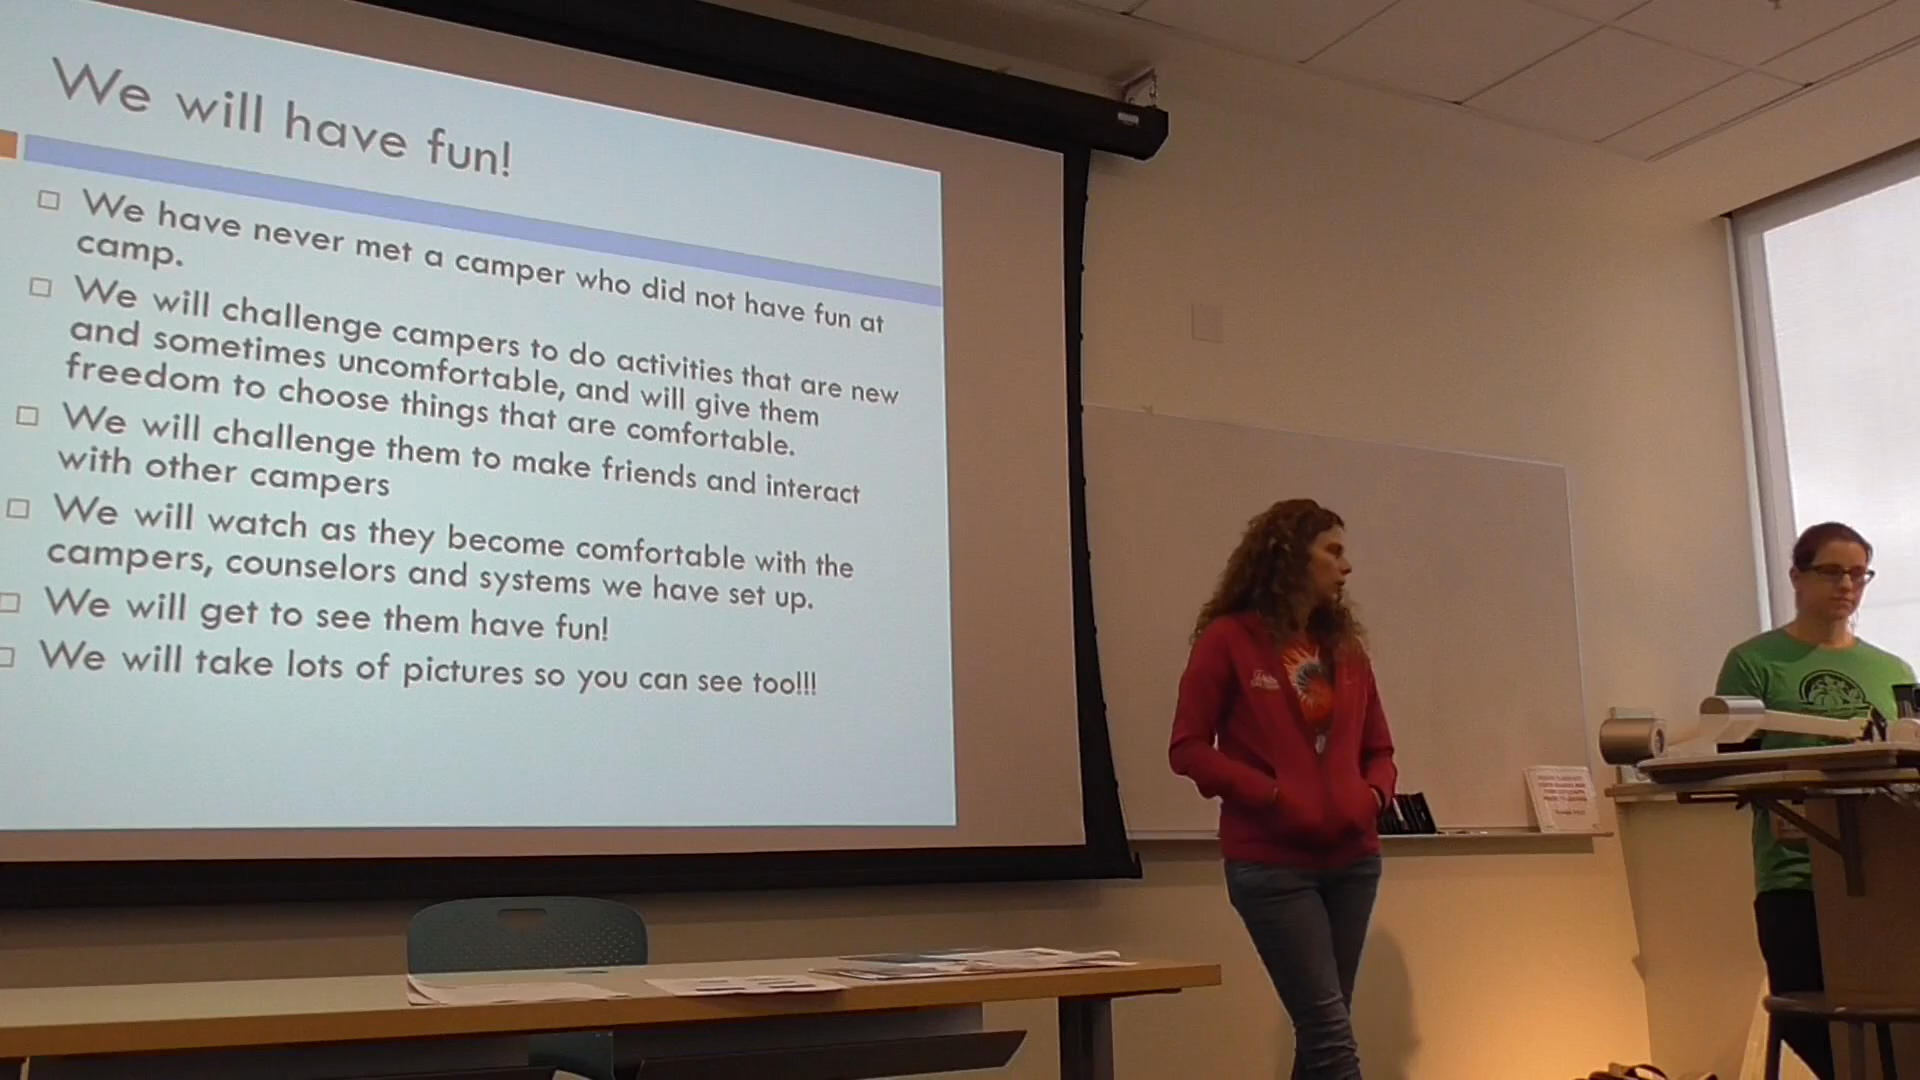 We will have fun!
We have never met a camper who did not have fun at
camp.
We will challenge campers to do activities that are new
and sometimes uncomfortable, and will give them
freedom to choose things that are comfortable.
We will challenge them to make friends and interact
with other campers
We will watch as they become comfortable with the
campers, counselors and systems we have set up.
We will get to see them have fun!
We will take lots of pictures so you can see too!!!